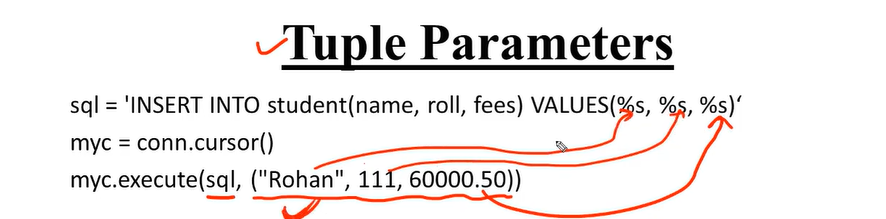 Tuple Parameters
sql = 'INSERT INTO student(name, roll, fees) VALUES(%s, %s, %s)‘
myc = conn.cursor()
myc.execute(sql, ("Rohan", 111, 60000.50))